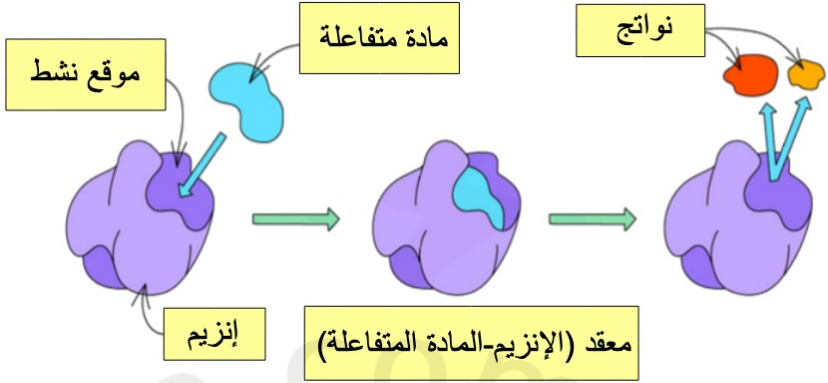 نواتج
مادة متفاعلة
موقع نشط
إنزيم
معقد (الإنزيم-المادة المتفاعلة)